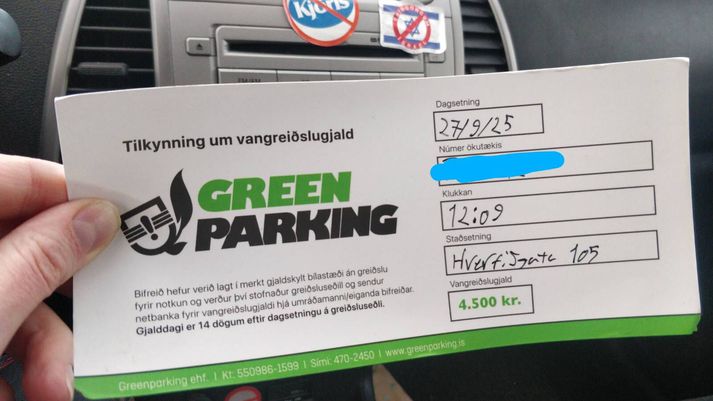 Kjörís
Tilkynning um vangreiðslugjald
GREEN
PARKING
Bifreið hefur verið lagt í merkt gjaldskylt bílastæði án greiðslu
fyrir notkun og verður því stofnaður greiðsluseðill og sendur
netbanka fyrir vangreiðslugjaldi hjá umráðamanni/eiganda bifreiðar.
Gjalddagi er 14 dögum eftir dagsetningu á greiðsluseðli.
Dagsetning
27/9/25
Númer ökutækis
Klukkan
12:09
Staðsetning
Hverfisgata 105
Vangreiðslugjald
4.500 kr.
Greenparking ehf. | Kt: 550986-1599 | Sími: 470-2450 | www.greenparking.is